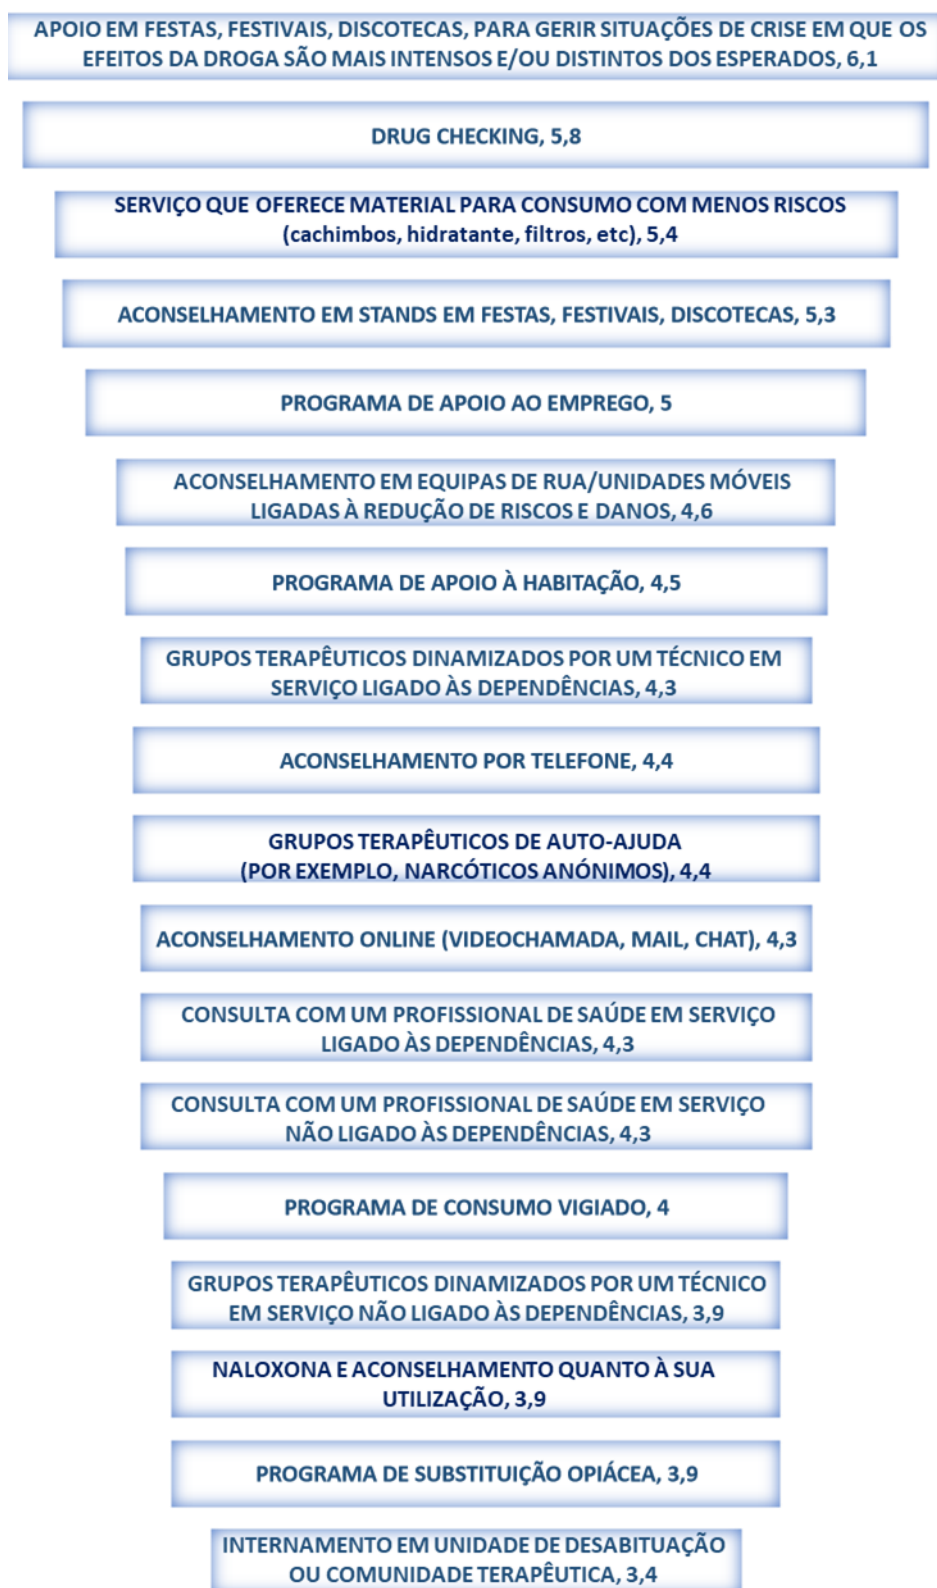 APOIO EM FESTAS, FESTIVAIS, DISCOTECAS, PARA GERIR SITUAÇÕES DE CRISE EM QUE OS
EFEITOS DA DROGA SÃO MAIS INTENSOS E/OU DISTINTOS DOS ESPERADOS, 6,1
DRUG CHECKING, 5,8
SERVIÇO QUE OFERECE MATERIAL PARA CONSUMO COM MENOS RISCOS
(cachimbos, hidratante, filtros, etc), 5,4
ACONSELHAMENTO EM STANDS EM FESTAS, FESTIVAIS, DISCOTECAS, 5,3
PROGRAMA DE APOIO AO EMPREGO, 5
ACONSELHAMENTO EM EQUIPAS DE RUA/UNIDADES MÓVEIS
LIGADAS À REDUÇÃO DE RISCOS E DANOS, 4,6
PROGRAMA DE APOIO À HABITAÇÃO, 4,5
GRUPOS TERAPÊUTICOS DINAMIZADOS POR UM TÉCNICO EM
SERVIÇO LIGADO ÀS DEPENDÊNCIAS, 4,3
ACONSELHAMENTO POR TELEFONE, 4,4
GRUPOS TERAPÊUTICOS DE AUTO-AJUDA
(POR EXEMPLO, NARCÓTICOS ANÓNIMOS), 4,4
ACONSELHAMENTO ONLINE (VIDEOCHAMADA, MAIL, CHAT), 4,3
CONSULTA COM UM PROFISSIONAL DE SAÚDE EM SERVIÇO
LIGADO ÀS DEPENDÊNCIAS, 4,3
CONSULTA COM UM PROFISSIONAL DE SAÚDE EM SERVIÇO
NÃO LIGADO ÀS DEPENDÊNCIAS, 4,3
PROGRAMA DE CONSUMO VIGIADO, 4
GRUPOS TERAPÊUTICOS DINAMIZADOS POR UM TÉCNICO
EM SERVIÇO NÃO LIGADO ÀS DEPENDÊNCIAS, 3,9
NALOXONA E ACONSELHAMENTO QUANTO À SUA
UTILIZAÇÃO, 3,9
PROGRAMA DE SUBSTITUIÇÃO OPIÁCEA, 3,9
INTERNAMENTO EM UNIDADE DE DESABITUAÇÃO
OU COMUNIDADE TERAPÊUTICA, 3,4